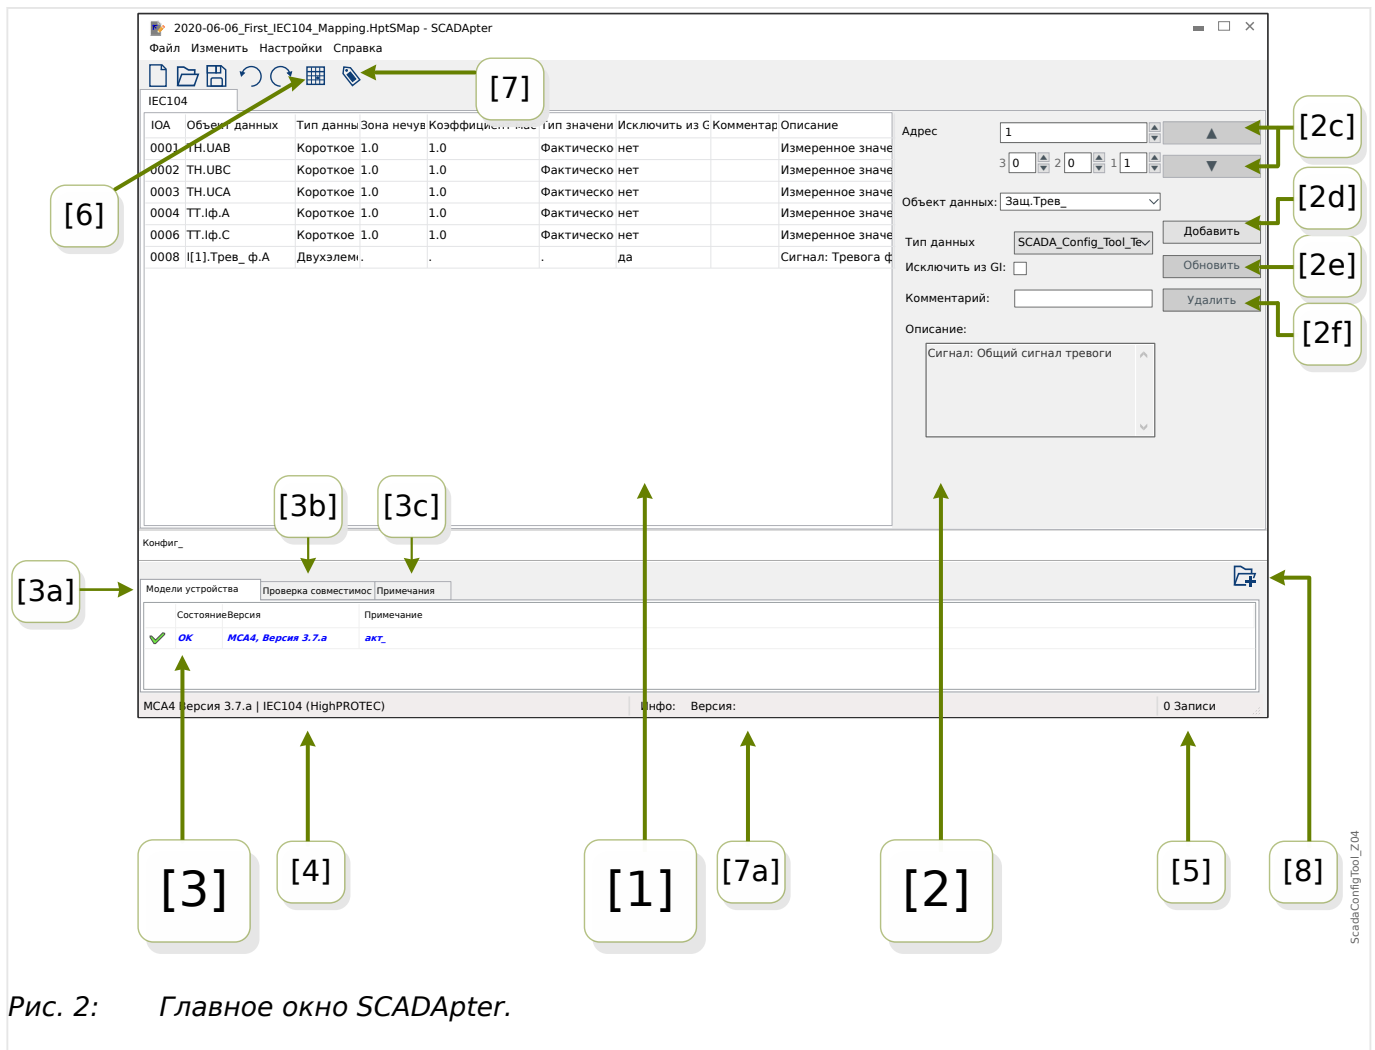 2020-06-06_First_IEC104_Mapping.HptSMap - SCADApter
Файл Изменить Настройки Справка
[7]
IEC104
IOA Объект данных Тип данны Зона нечув Коэффициент мас Тип значени Исключить из G Комментар Описание
0001 TH.UAB Короткое 1.0 1.0 Фактическо нет Измеренное значе
0002 TH.UBC Короткое 1.0 1.0 Фактическо нет Измеренное значе
0003 TH.UCA Короткое 1.0 1.0 Фактическо нет Измеренное значе
0004 ТТ.Iф.A Короткое 1.0 1.0 Фактическо нет Измеренное значе
0006 ТТ.Iф.C Короткое 1.0 1.0 Фактическо нет Измеренное значе
0008 I[1].Трев_ ф.A Двухэлем . . . да Сигнал: Тревога ф
[6]
Адрес 1 ▲
3 0 2 0 1 1 ▼
[2c]
Объект данных: Защ.Трев_
[2d]
Добавить
Тип данных SCADA_Config_Tool_Te
Исключить из GI:
Обновить
[2e]
Комментарий:
Удалить
[2f]
Описание:
Сигнал: Общий сигнал тревоги
[3b] [3c]
Конфиг_
[3a]
Модели устройства Проверка совместимос Примечания
Состояние Версия Примечание
OK MCA4, Версия 3.7.a акт_
MCA4 Версия 3.7.a | IEC104 (HighPROTEC) Инфо: Версия: 0 Записи
[3] [4] [1] [7a] [2] [5] [8]
ScadaConfigTool_Z04
Рис. 2: Главное окно SCADApter.